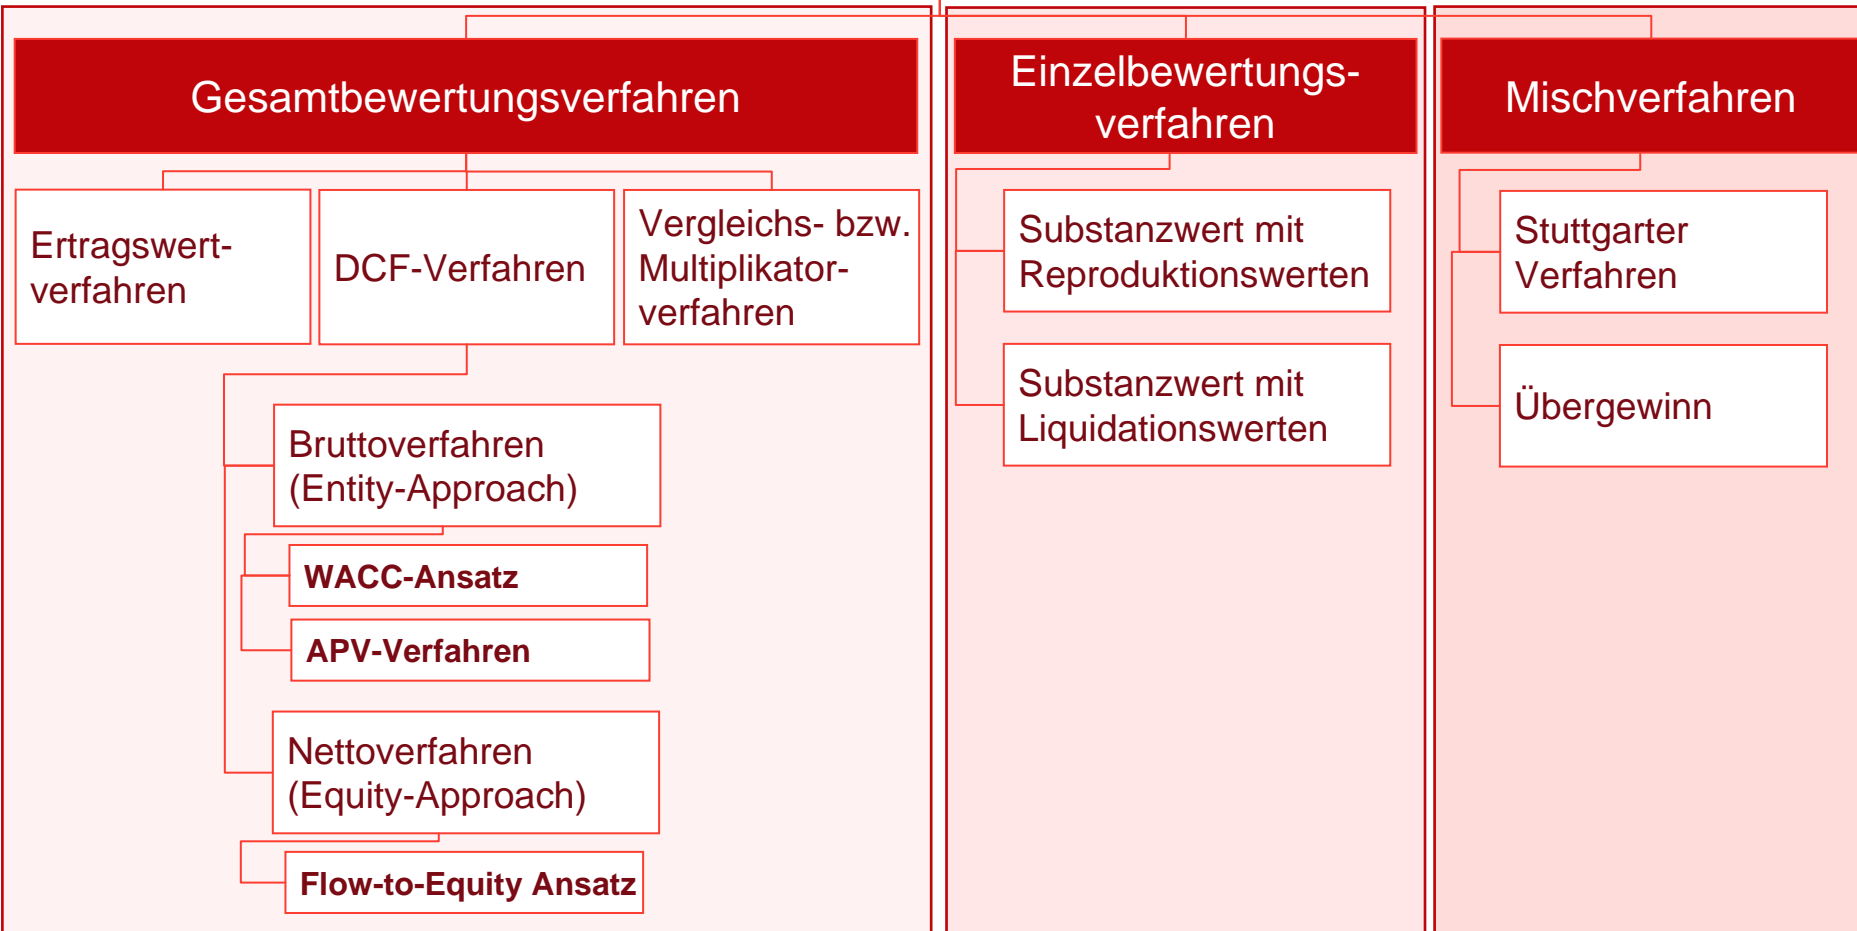 Gesamtbewertungsverfahren
Einzelbewertungs-
verfahren
Mischverfahren
Ertragswert-
verfahren
DCF-Verfahren
Vergleichs- bzw.
Multiplikator-
verfahren
Bruttoverfahren
(Entity-Approach)
WACC-Ansatz
APV-Verfahren
Nettoverfahren
(Equity-Approach)
Flow-to-Equity Ansatz
Substanzwert mit
Reproduktionswerten
Substanzwert mit
Liquidationswerten
Stuttgarter
Verfahren
Übergewinn